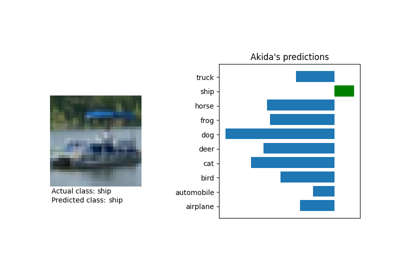 Akida's predictions
truck
ship
horse
frog
dog
deer
cat
bird
automobile
airplane
Actual class: ship
Predicted class: ship